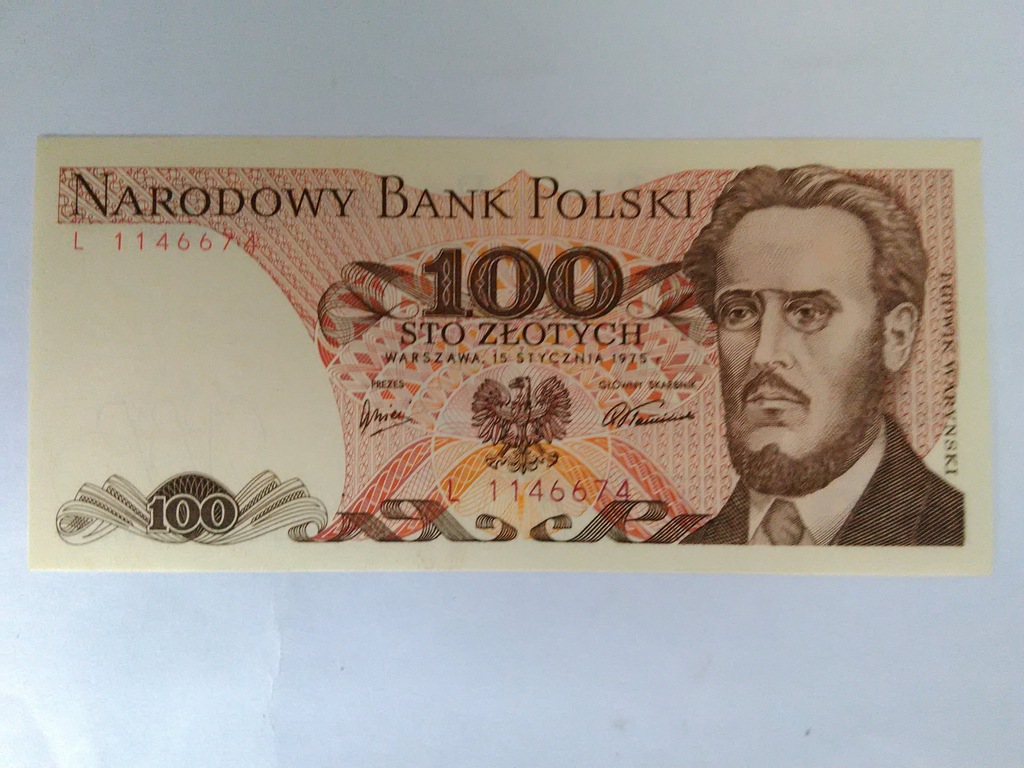 NARODOWY BANK POLSKI
L 1146674
100
STO ZŁOTYCH
WARSZAWA, 15 STYCZNIA 1975
PREZES
GŁÓWNY SKARBNIK
L 1146674
100
LUDWIK WARYŃSKI